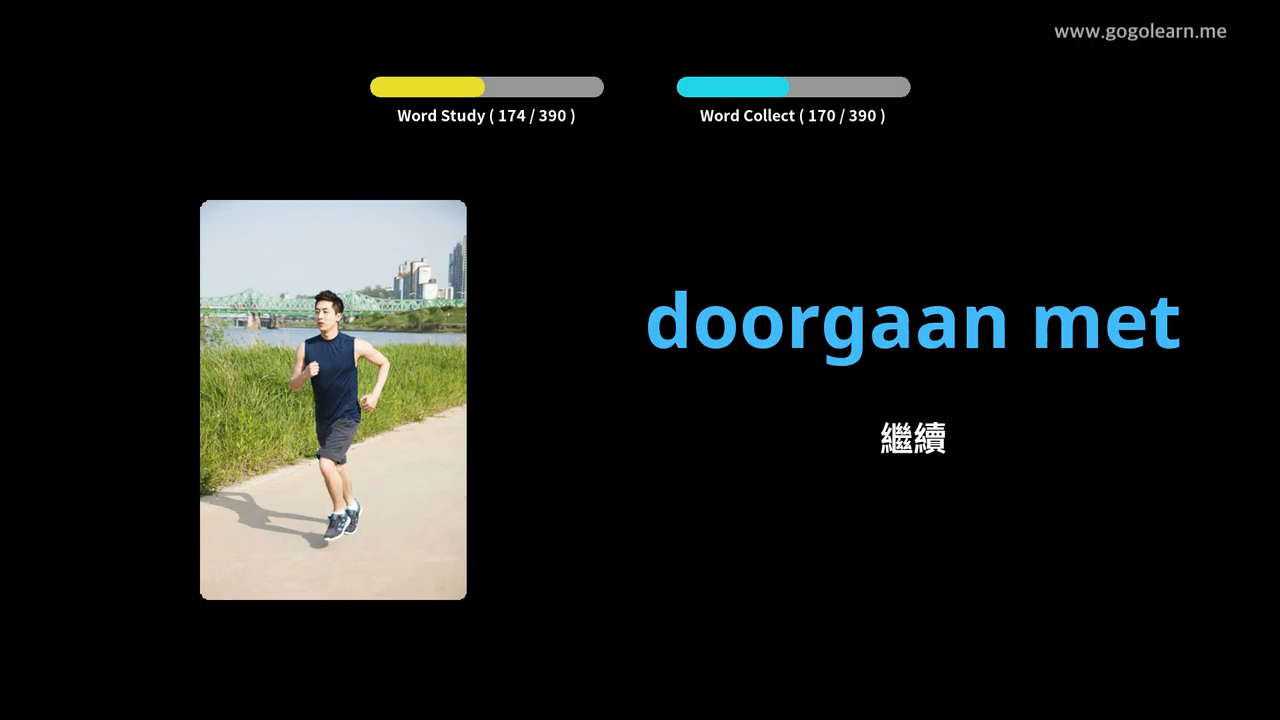 www.gogolearn.me
Word Study ( 174 / 390 )
Word Collect ( 170 / 390 )
doorgaan met
繼續